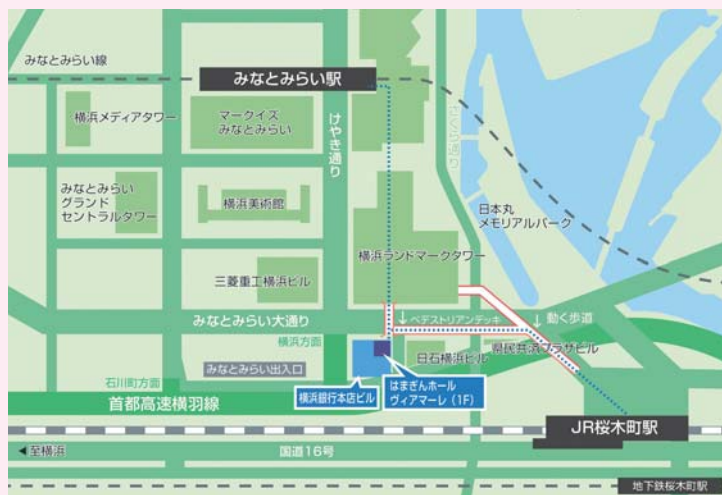 みなとみらい線
みなとみらい駅
横浜メディアタワー
マークイズ
みなとみらい
けやき通り
さくら通り
みなとみらい
グランド
セントラルタワー
横浜美術館
日本丸
メモリアルパーク
横浜ランドマークタワー
三菱重工横浜ビル
みなとみらい大通り
↓ペデストリアンデッキ
↓動く歩道
横浜方面
日石横浜ビル
県民共済プラザビル
みなとみらい出入口
石川町方面
横浜銀行本店ビル
はまぎんホール
ヴィアマーレ（1F）
首都高速横羽線
JR桜木町駅
◀至横浜
国道16号
地下鉄桜木町駅